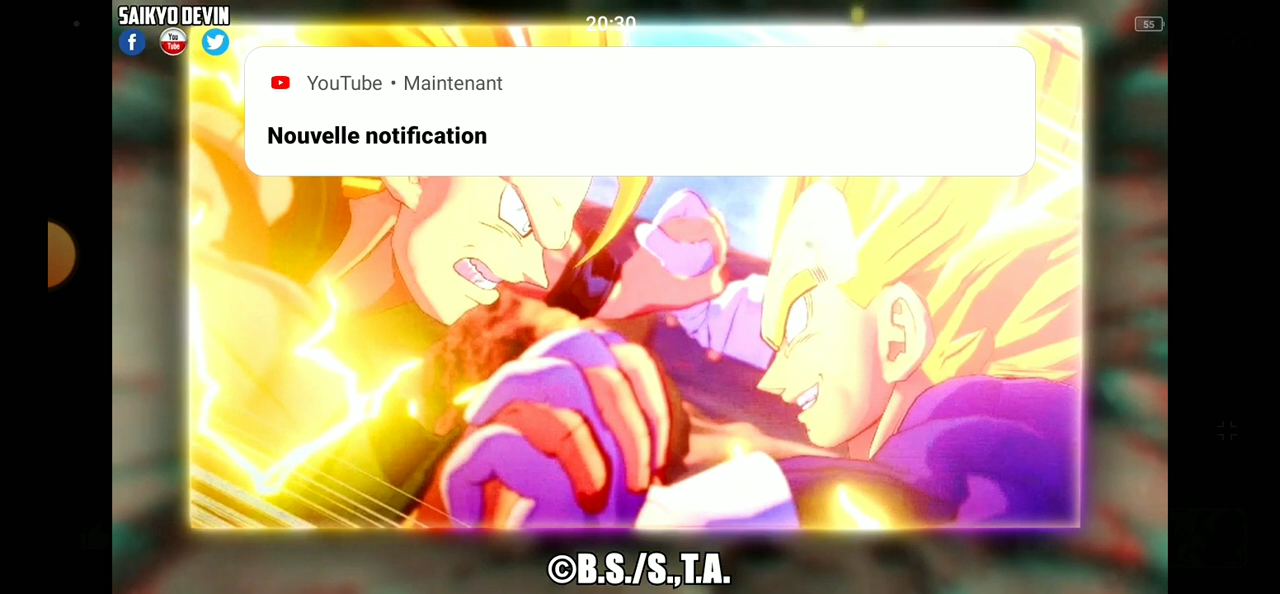 SAIKYO DEVIN
20:30
55
f
You
Tube
YouTube • Maintenant
Nouvelle notification
©B.S./S.,T.A.